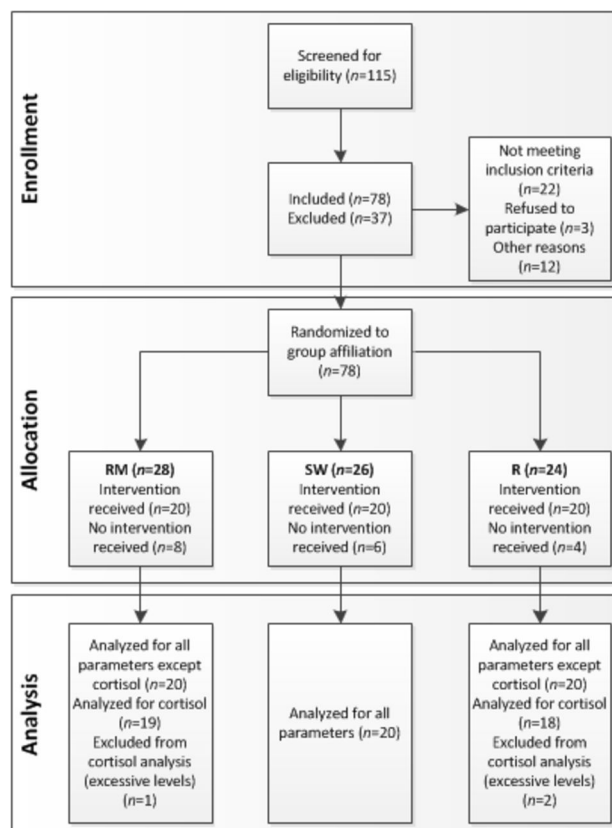 Enrollment
Screened for
eligibility (n=115)
Included (n=78)
Excluded (n=37)
Not meeting
inclusion criteria
(n=22)
Refused to
participate (n=3)
Other reasons
(n=12)
Allocation
Randomized to
group affiliation
(n=78)
RM (n=28)
Intervention
received (n=20)
No intervention
received (n=8)
SW (n=26)
Intervention
received (n=20)
No intervention
received (n=6)
R (n=24)
Intervention
received (n=20)
No intervention
received (n=4)
Analysis
Analyzed for all
parameters except
cortisol (n=20)
Analyzed for cortisol
(n=19)
Excluded from
cortisol analysis
(excessive levels)
(n=1)
Analyzed for all
parameters (n=20)
Analyzed for all
parameters except
cortisol (n=20)
Analyzed for cortisol
(n=18)
Excluded from
cortisol analysis
(excessive levels)
(n=2)